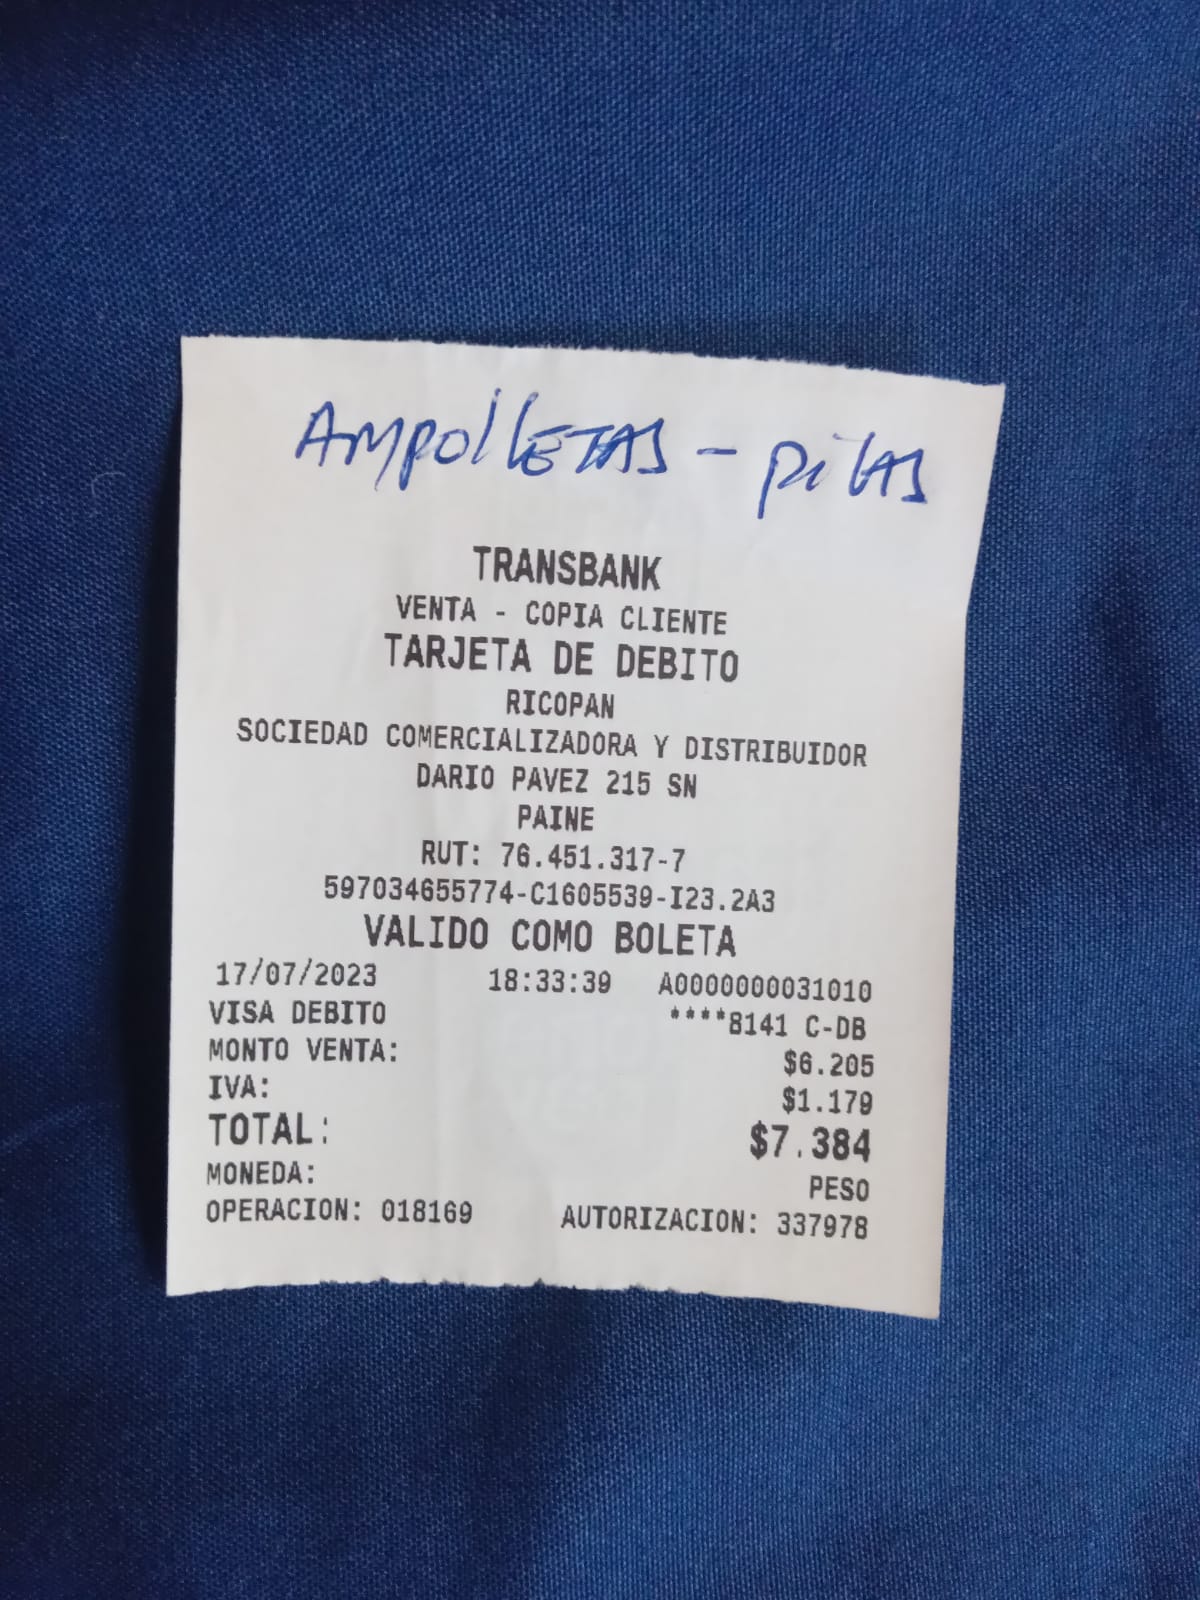 AMPOLLETAS - PILAS
TRANSBANK
VENTA - COPIA CLIENTE
TARJETA DE DEBITO
RICOPAN
SOCIEDAD COMERCIALIZADORA Y DISTRIBUIDOR
DARIO PAVEZ 215 SN
PAINE
RUT: 76.451.317-7
597034655774-C1605539-I23.2A3
VALIDO COMO BOLETA
17/07/2023 18:33:39 A0000000031010
VISA DEBITO ****8141 C-DB
MONTO VENTA: $6.205
IVA: $1.179
TOTAL: $7.384
MONEDA: PESO
OPERACION: 018169 AUTORIZACION: 337978